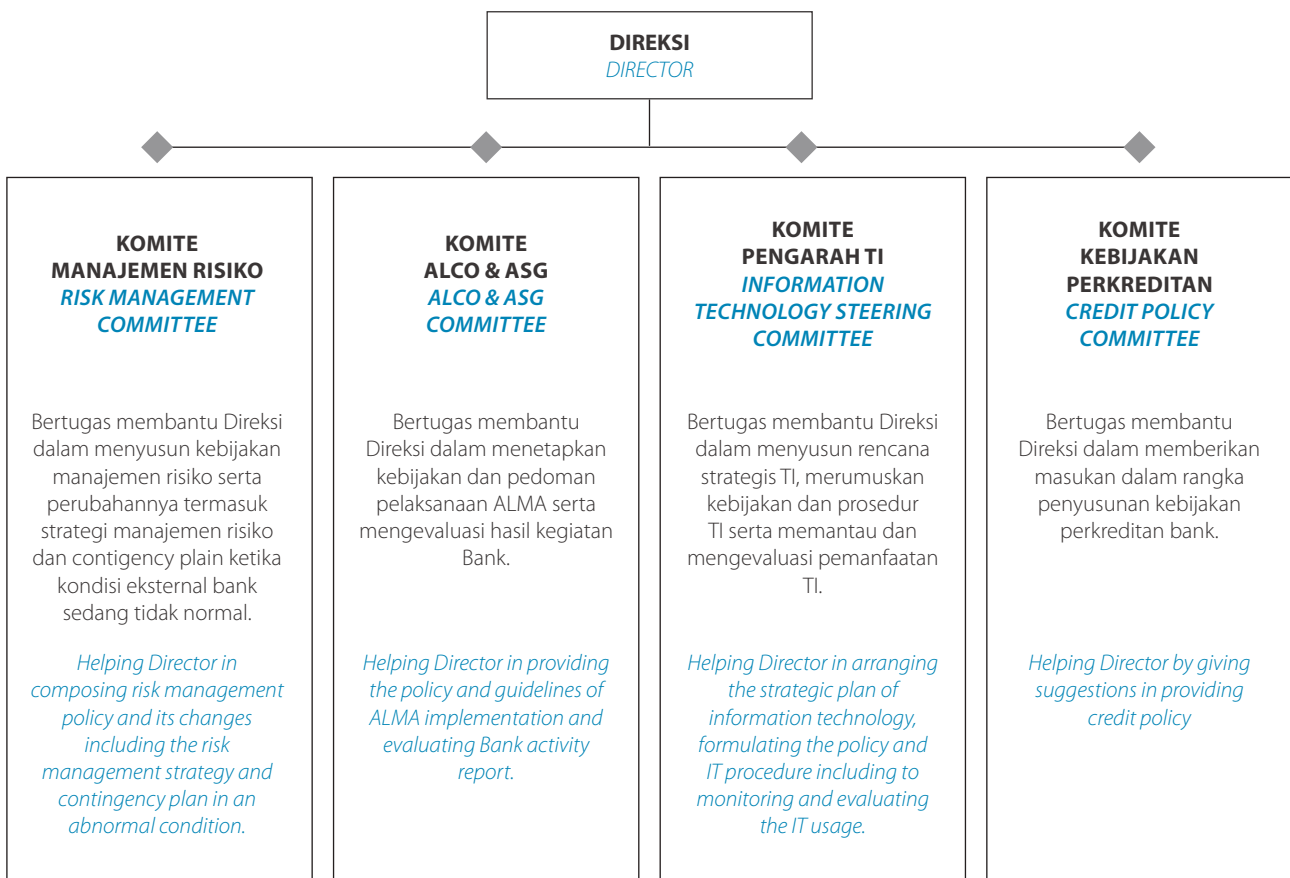 DIREKSI
DIRECTOR
KOMITE
MANAJEMEN RISIKO
RISK MANAGEMENT
COMMITTEE
Bertugas membantu Direksi
dalam menyusun kebijakan
manajemen risiko serta
perubahannya termasuk
strategi manajemen risiko
dan contigency plain ketika
kondisi eksternal bank
sedang tidak normal.
Helping Director in
composing risk management
policy and its changes
including the risk
management strategy and
contingency plan in an
abnormal condition.
KOMITE
ALCO & ASG
ALCO & ASG
COMMITTEE
Bertugas membantu
Direksi dalam menetapkan
kebijakan dan pedoman
pelaksanaan ALMA serta
mengevaluasi hasil kegiatan
Bank.
Helping Director in providing
the policy and guidelines of
ALMA implementation and
evaluating Bank activity
report.
KOMITE
PENGARAH TI
INFORMATION
TECHNOLOGY STEERING
COMMITTEE
Bertugas membantu Direksi
dalam menyusun rencana
strategis TI, merumuskan
kebijakan dan prosedur
TI serta memantau dan
mengevaluasi pemanfaatan
TI.
Helping Director in arranging
the strategic plan of
information technology,
formulating the policy and
IT procedure including to
monitoring and evaluating
the IT usage.
KOMITE
KEBIJAKAN
PERKREDITAN
CREDIT POLICY
COMMITTEE
Bertugas membantu
Direksi dalam memberikan
masukan dalam rangka
penyusunan kebijakan
perkreditan bank.
Helping Director by giving
suggestions in providing
credit policy